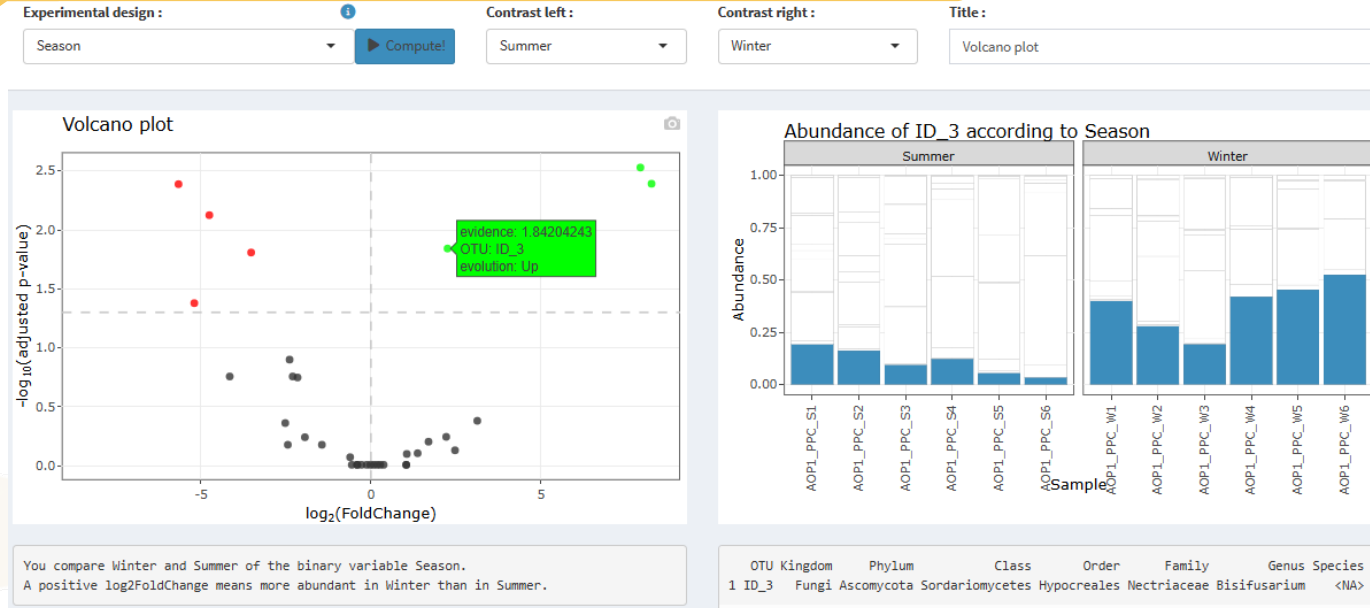 Experimental design :
Contrast left :
Contrast right :
Title :
Season
Compute!
Summer
Winter
Volcano plot
Volcano plot
2.5
2.0
1.5
1.0
0.5
0.0
-log10(adjusted p-value)
evidence: 1.84204243
OTU: ID_3
evolution: Up
-5
0
5
log2(FoldChange)
Abundance of ID_3 according to Season
Summer
Winter
1.00
0.75
0.50
0.25
0.00
Abundance
AOP1_PPC_S1
AOP1_PPC_S2
AOP1_PPC_S3
AOP1_PPC_S4
AOP1_PPC_S5
AOP1_PPC_S6
AOP1_PPC_W1
AOP1_PPC_W2
AOP1_PPC_W3
AOP1_PPC_W4
AOP1_PPC_W5
AOP1_PPC_W6
Sample
You compare Winter and Summer of the binary variable Season.
A positive log2FoldChange means more abundant in Winter than in Summer.
OTU Kingdom Phylum Class Order Family Genus Species
1 ID_3 Fungi Ascomycota Sordariomycetes Hypocreales Nectriaceae Bisifusarium <NA>